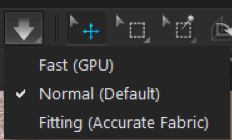 Fast (GPU)
Normal (Default)
Fitting (Accurate Fabric)